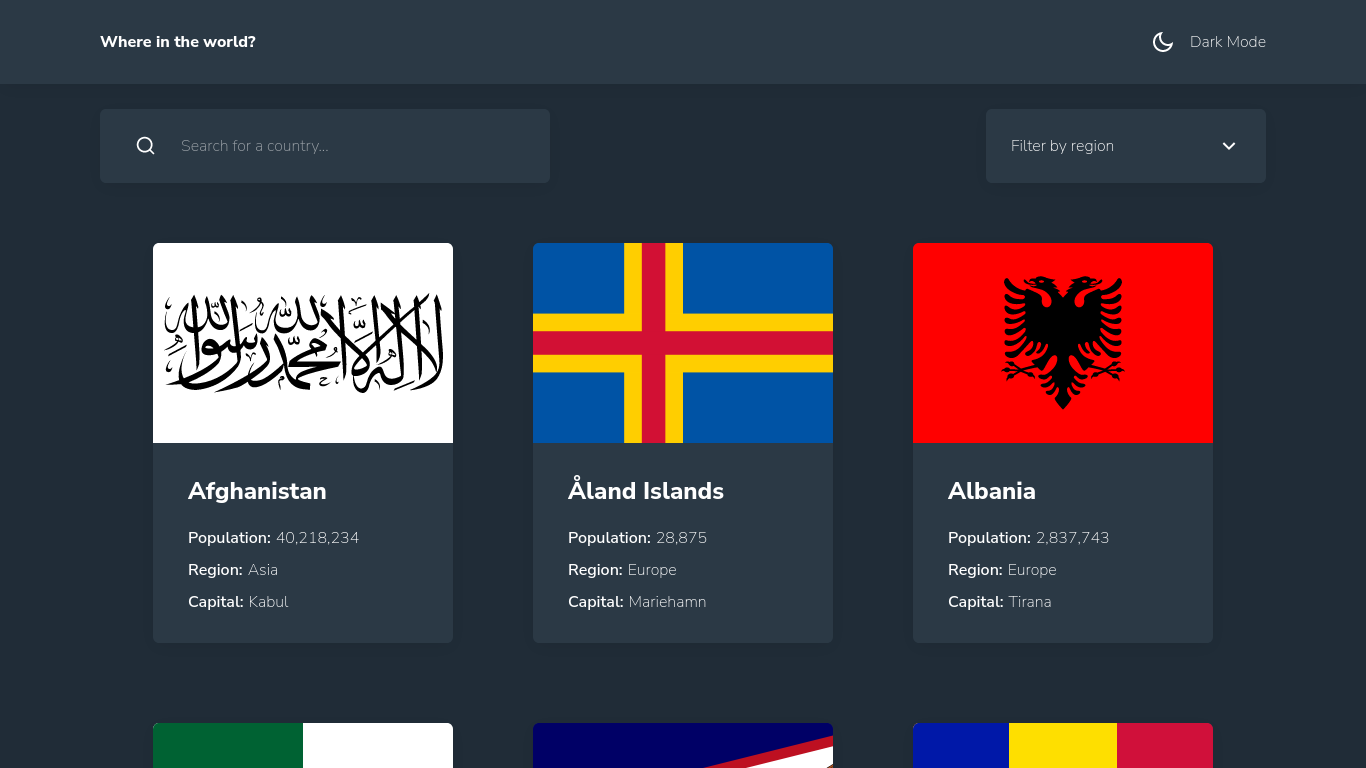 Where in the world?
Dark Mode
Search for a country...
Filter by region
لا إله إلا الله محمد رسول الله
Afghanistan
Population: 40,218,234
Region: Asia
Capital: Kabul
Åland Islands
Population: 28,875
Region: Europe
Capital: Mariehamn
Albania
Population: 2,837,743
Region: Europe
Capital: Tirana